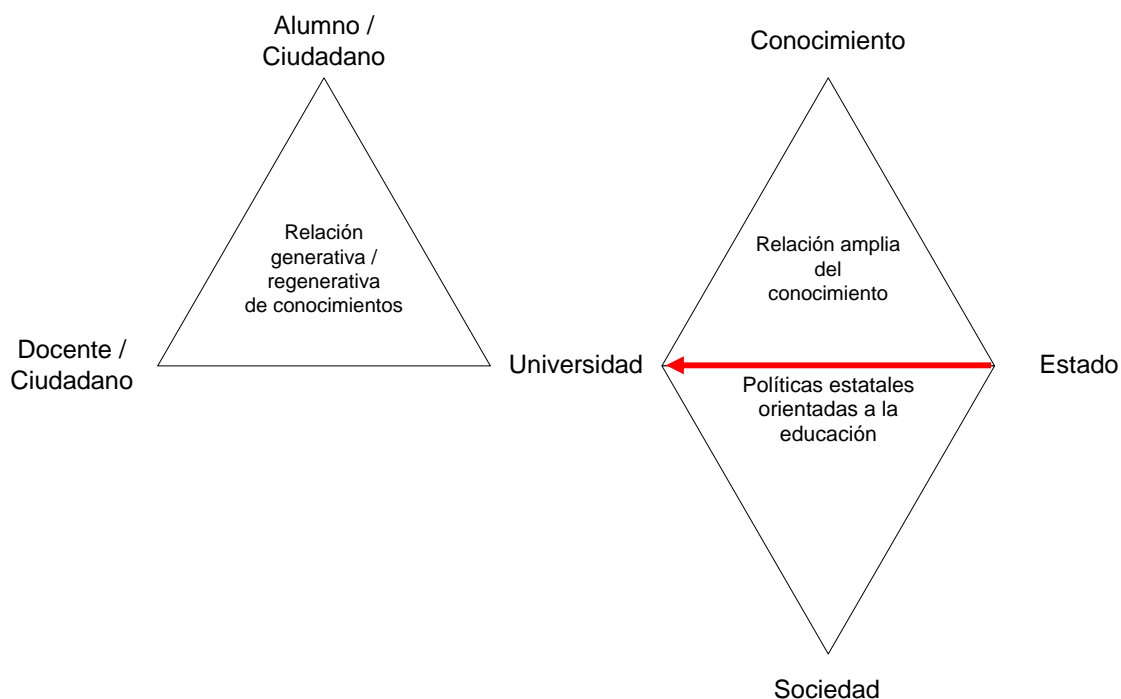 Alumno /
Ciudadano
Conocimiento
Relación
generativa /
regenerativa
de conocimientos
Relación amplia
del
conocimiento
Docente /
Ciudadano
Universidad
Estado
Políticas estatales
orientadas a la
educación
Sociedad